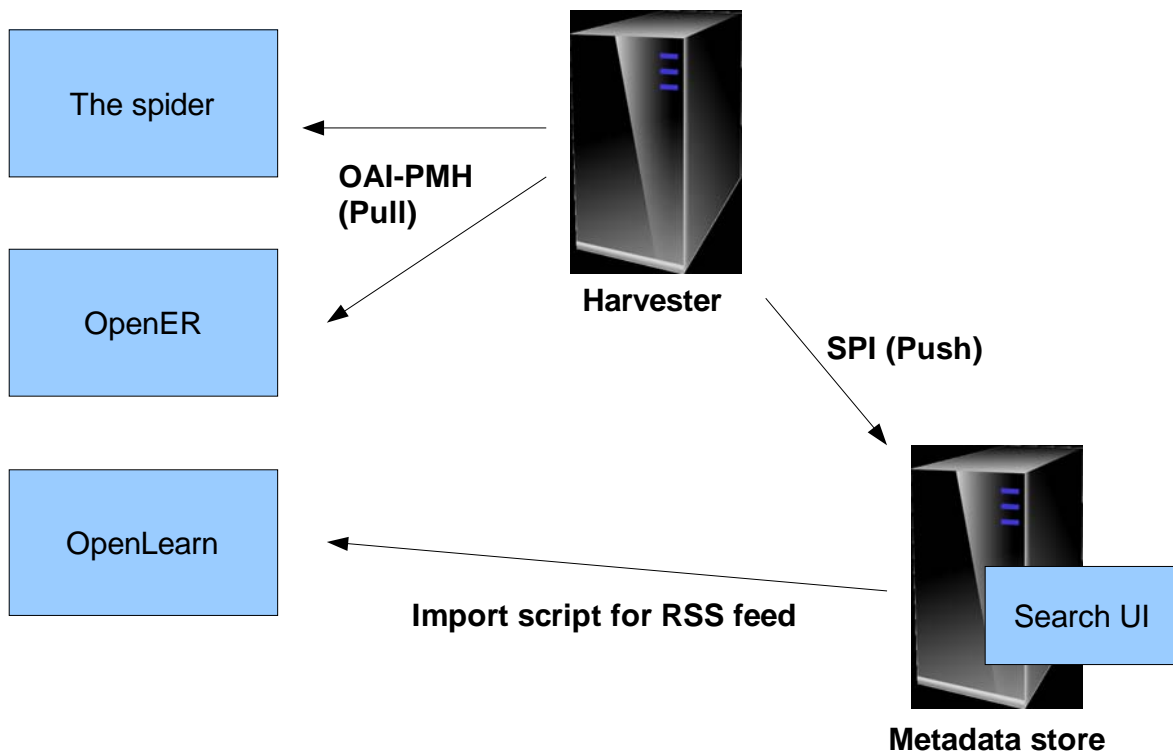 The spider
OAI-PMH
(Pull)
OpenER
Harvester
SPI (Push)
OpenLearn
Import script for RSS feed
Search UI
Metadata store